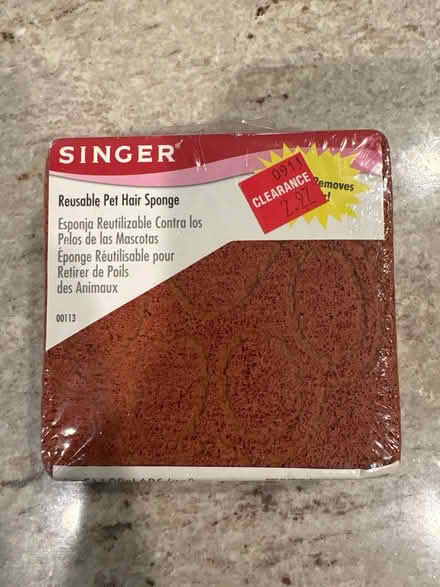 SINGER
Reusable Pet Hair Sponge
Esponja Reutilizable Contra los
Pelos de las Mascotas
Éponge Réutilisable pour
Retirer de Poils
des Animaux
00113
CLEARANCE
2.97
Removes